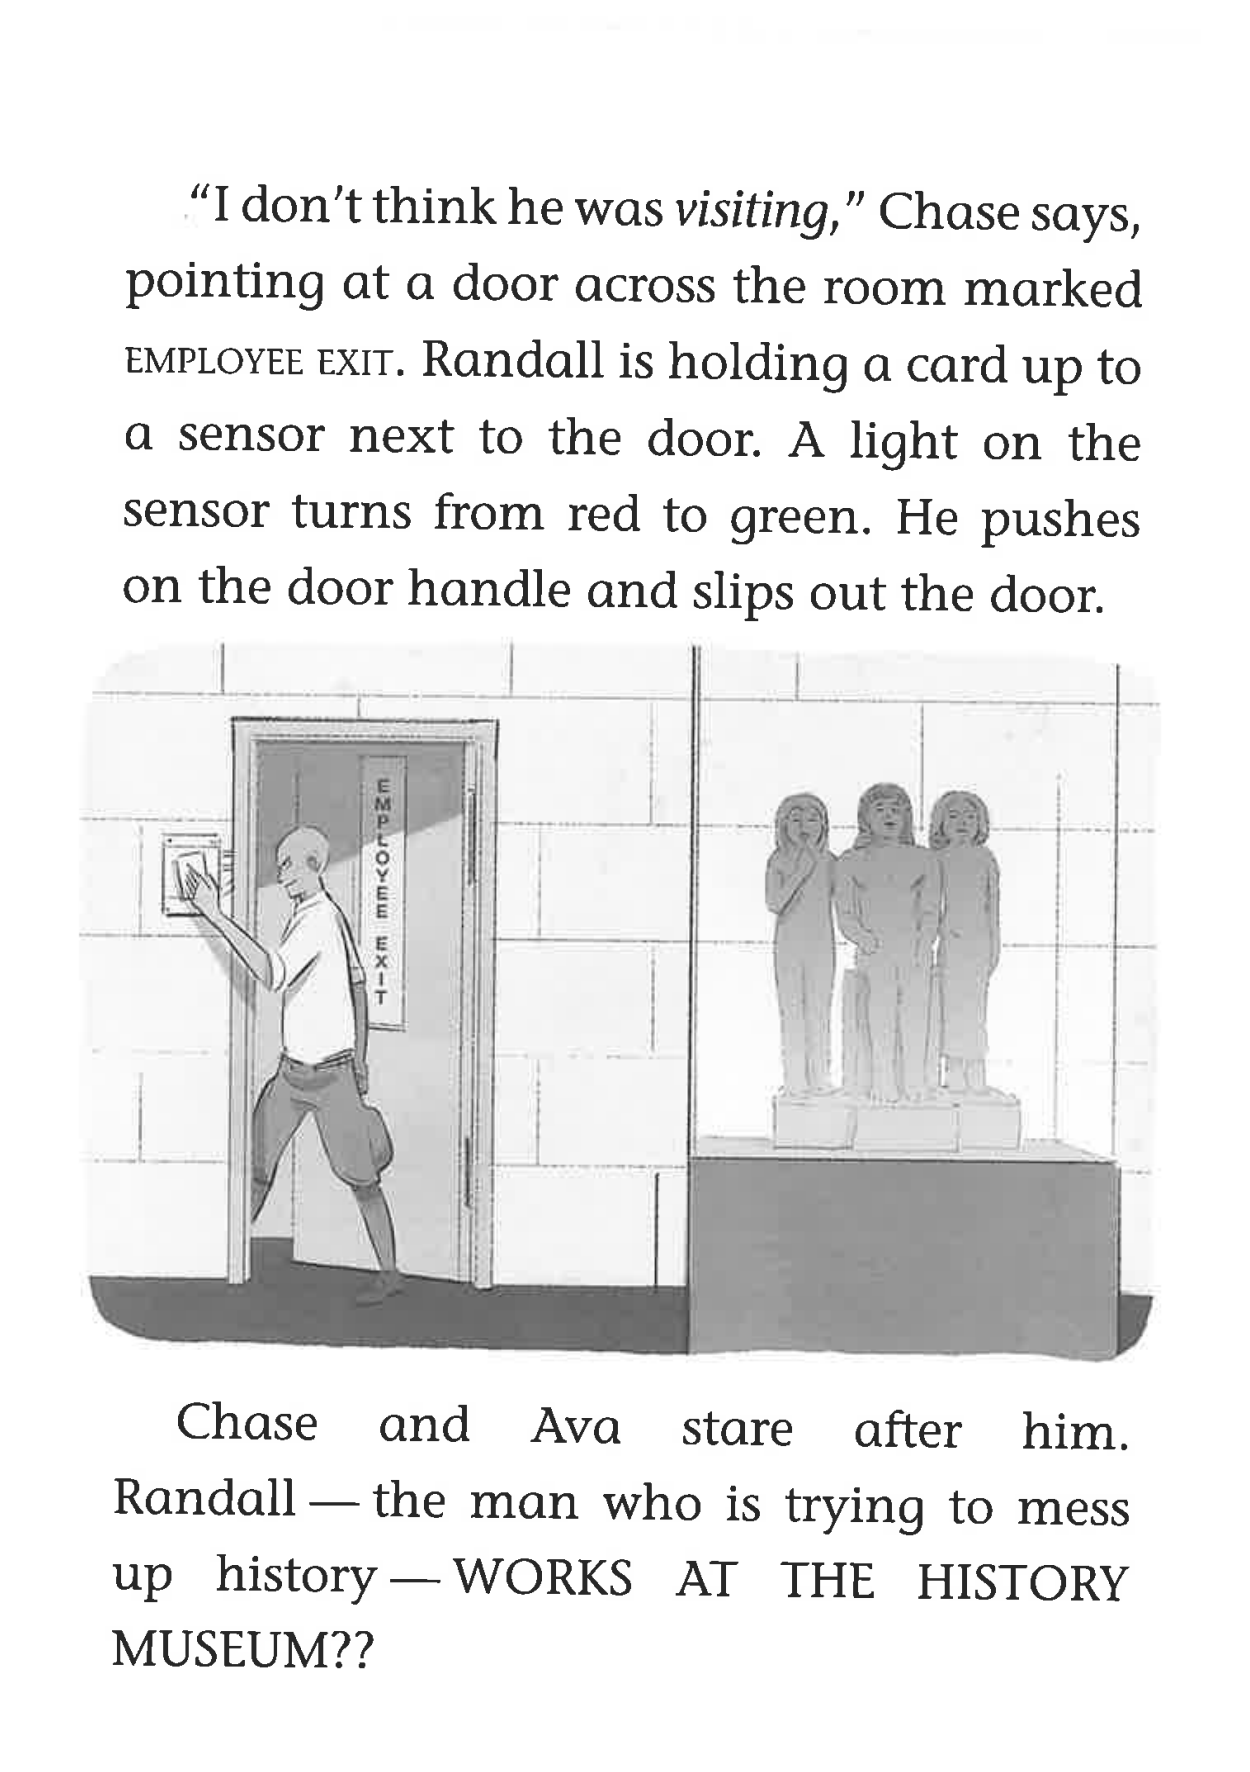 “I don’t think he was visiting,” Chase says,
pointing at a door across the room marked
EMPLOYEE EXIT. Randall is holding a card up to
a sensor next to the door. A light on the
sensor turns from red to green. He pushes
on the door handle and slips out the door.
EMPLOYEE EXIT
Chase and Ava stare after him.
Randall — the man who is trying to mess
up history — WORKS AT THE HISTORY
MUSEUM??